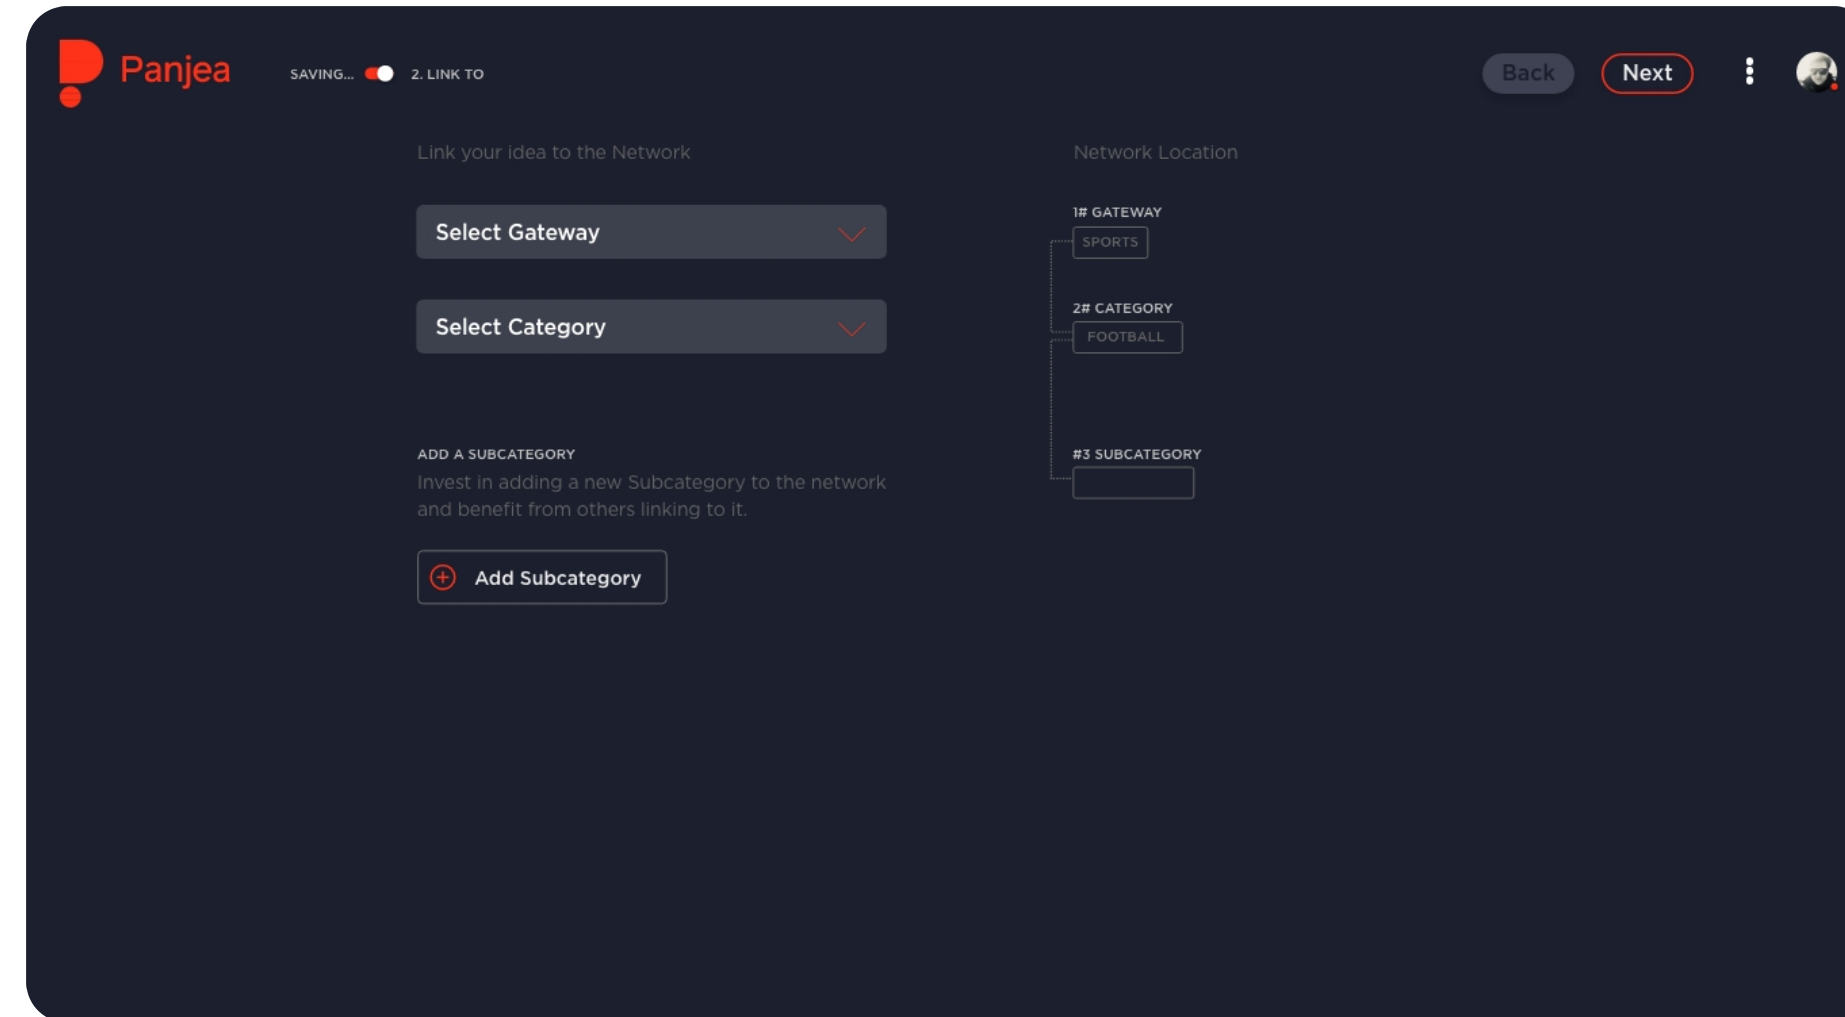 Panjea
SAVING... 2. LINK TO
Back
Next
Link your idea to the Network
Select Gateway
Select Category
ADD A SUBCATEGORY
Invest in adding a new Subcategory to the network
and benefit from others linking to it.
Add Subcategory
Network Location
1# GATEWAY
SPORTS
2# CATEGORY
FOOTBALL
#3 SUBCATEGORY